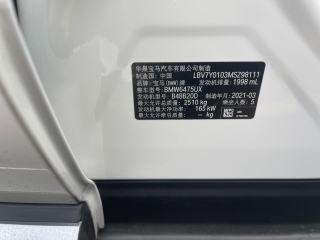 华晨宝马汽车有限公司制造
制造国：中国 LBV7Y0103MSZ98111
品牌：宝马（BMW）牌 发动机排量：1998 mL
整车型号：BMW6475UX
发动机型号：B48B20D 制造年月：2021-03
最大允许总质量：2510 kg 乘坐人数：5
发动机最大净功率：165 kW
最大允许牵引质量：— kg